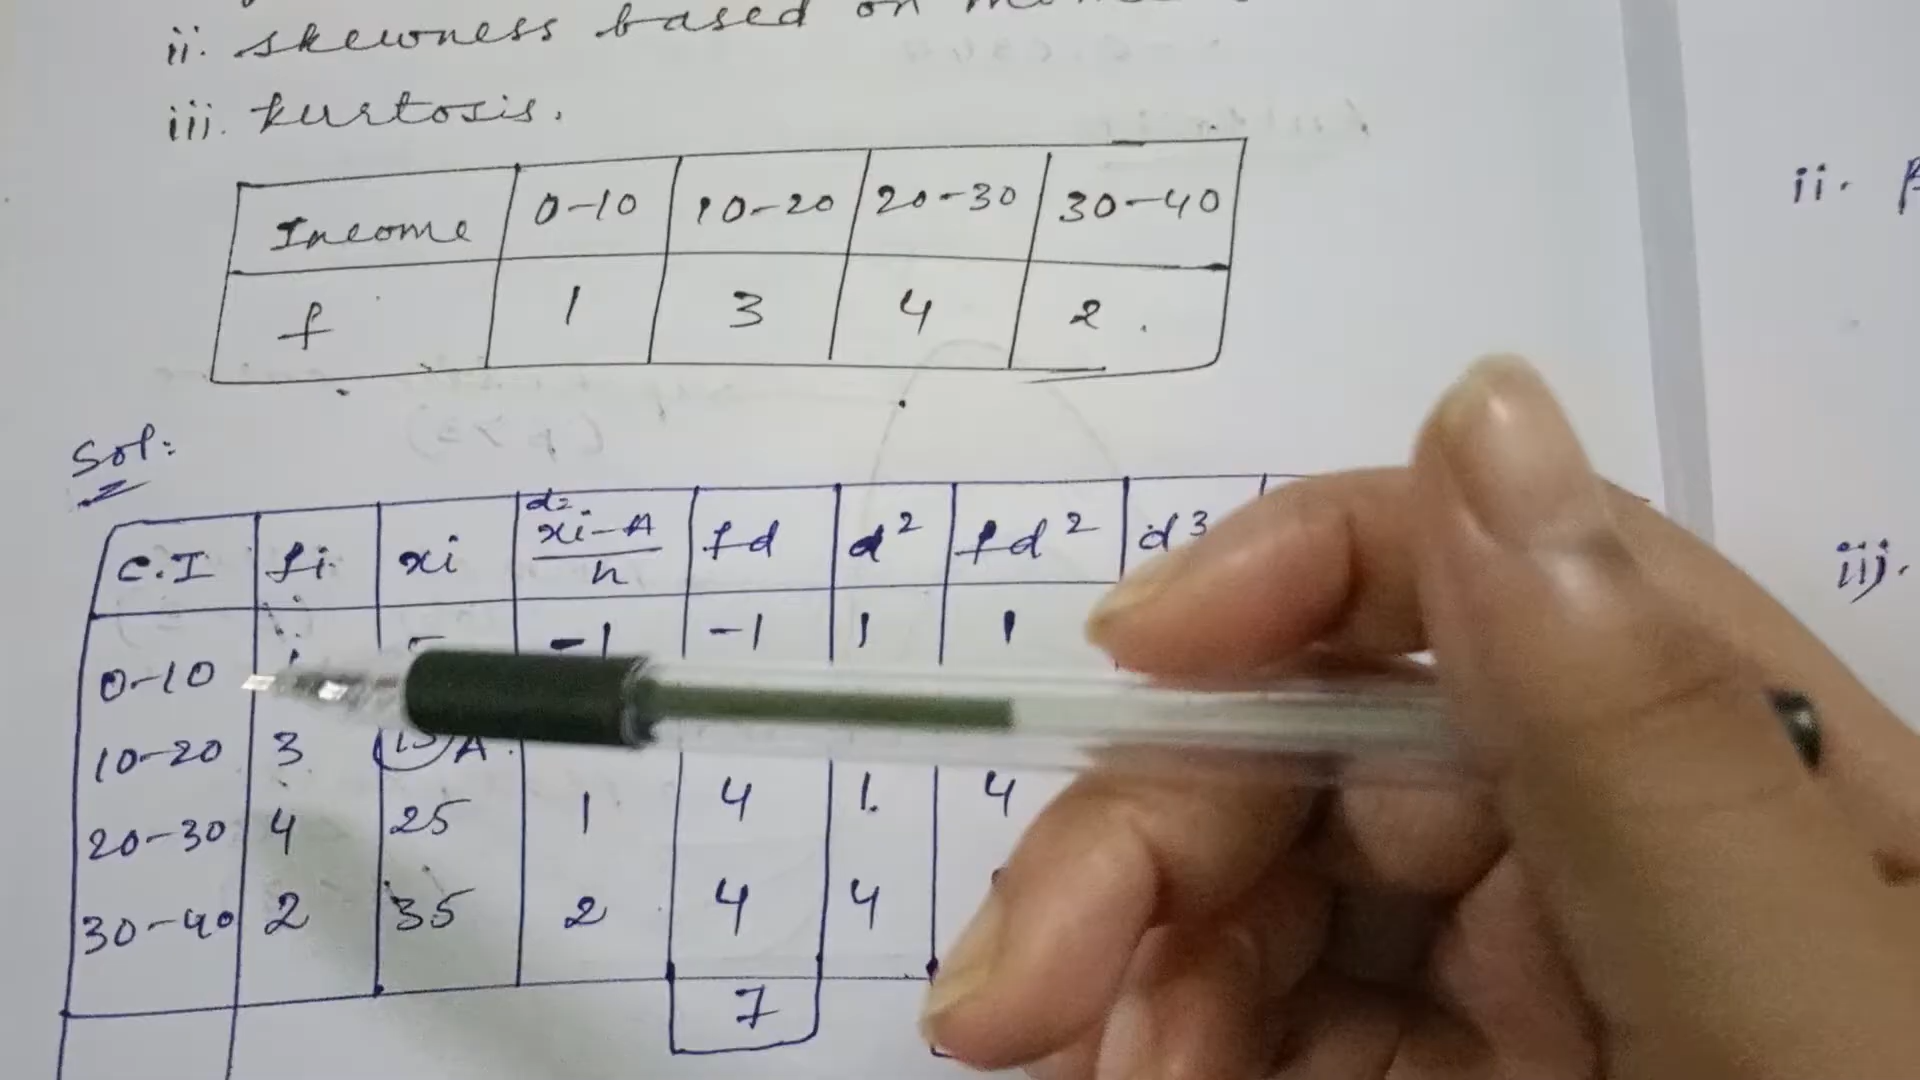 ii. skewness based on
iii. kurtosis.
Income 0-10 10-20 20-30 30-40
f 1 3 4 2
Sol:
C.I fi xi d= xi-A/h fd d² fd² d³
0-10 -1 -1 1 1
10-20 3 15 A
20-30 4 25 1 4 1 4
30-40 2 35 2 4 4
7
ii.
iii.